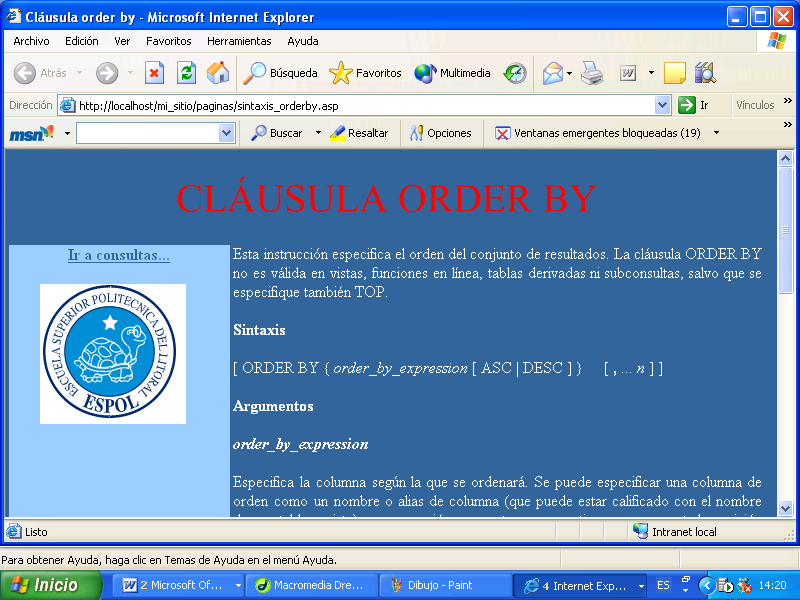 Cláusula order by - Microsoft Internet Explorer
Archivo Edición Ver Favoritos Herramientas Ayuda
Atrás Búsqueda Favoritos Multimedia
Dirección http://localhost/mi_sitio/paginas/sintaxis_orderby.asp Ir Vínculos
msn Buscar Resaltar Opciones Ventanas emergentes bloqueadas (19)
CLÁUSULA ORDER BY
Ir a consultas...
ESCUELA SUPERIOR POLITECNICA DEL LITORAL
ESPOL
Esta instrucción especifica el orden del conjunto de resultados. La cláusula ORDER BY
no es válida en vistas, funciones en línea, tablas derivadas ni subconsultas, salvo que se
especifique también TOP.
Sintaxis
[ ORDER BY { order_by_expression [ ASC | DESC ] } [ , ... n ] ]
Argumentos
order_by_expression
Especifica la columna según la que se ordenará. Se puede especificar una columna de
orden como un nombre o alias de columna (que puede estar calificado con el nombre
Listo Intranet local
Para obtener Ayuda, haga clic en Temas de Ayuda en el menú Ayuda.
Inicio 2 Microsoft Of... Macromedia Dre... Dibujo - Paint 4 Internet Exp... ES 14:20